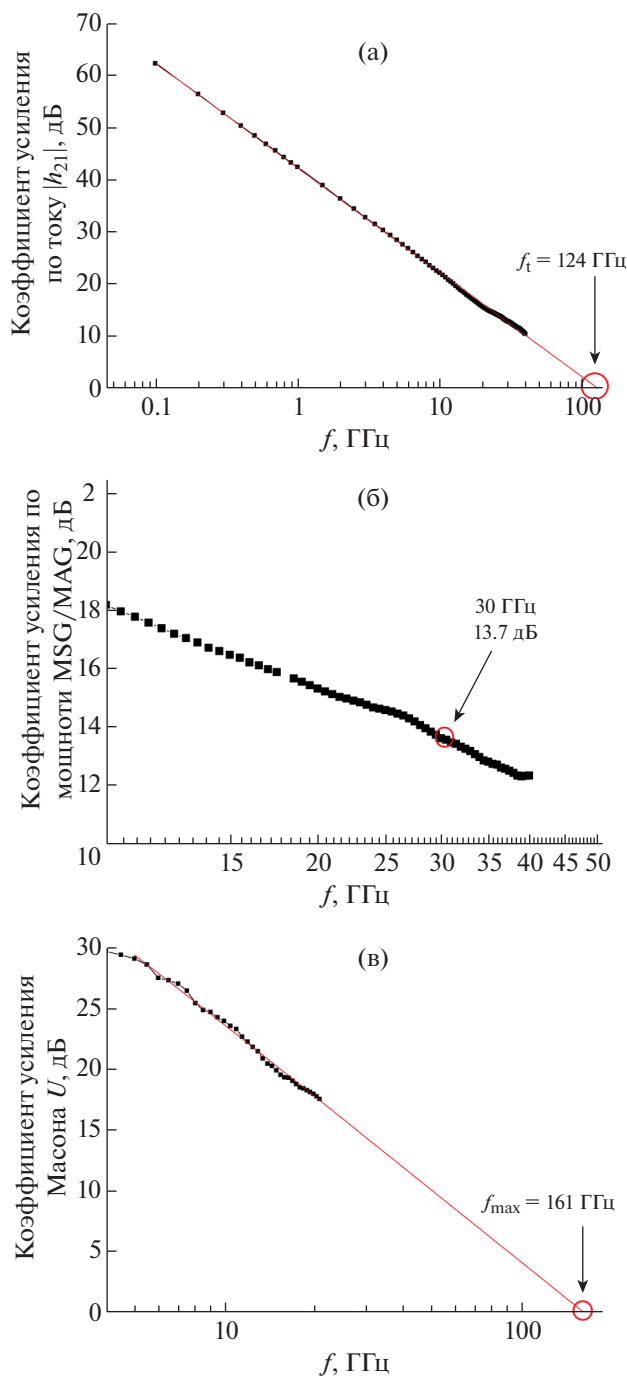 (а)
Коэффициент усиления
по току |h21|, дБ
70
60
50
40
30
20
10
0
ft = 124 ГГц
0.1 1 10 100
f, ГГц
(б)
Коэффициент усиления по
мощноти MSG/MAG, дБ
2
20
18
16
14
12
10
30 ГГц
13.7 дБ
15 20 25 30 35 40 45 50
f, ГГц
(в)
Коэффициент усиления
Масона U, дБ
30
25
20
15
10
5
0
fmax = 161 ГГц
10 100
f, ГГц